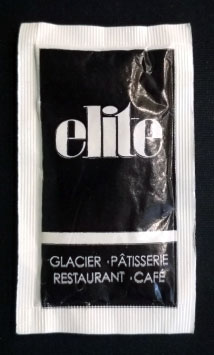 elite
GLACIER · PÂTISSERIE
RESTAURANT · CAFÉ